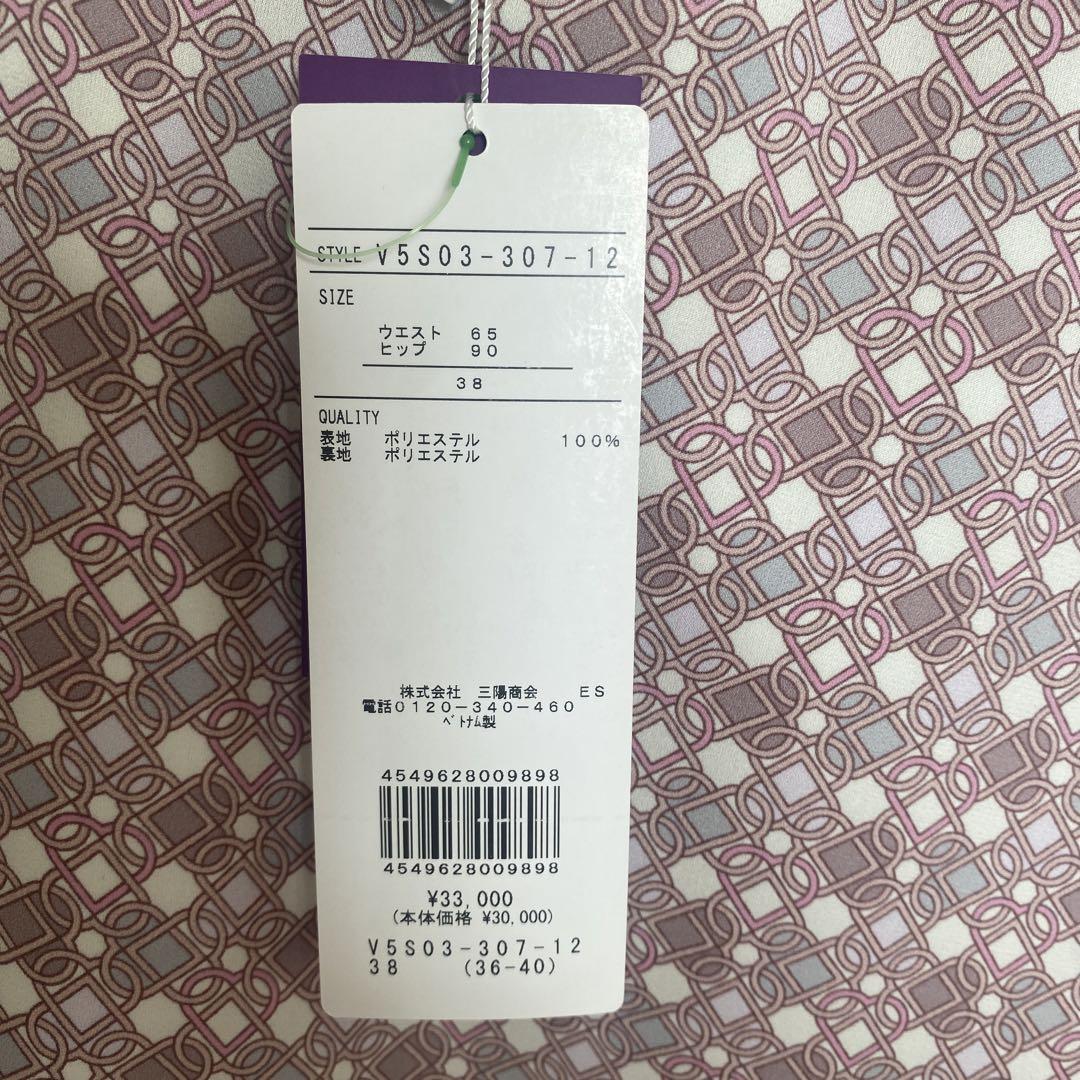 STYLE V5S03-307-12
SIZE
ウエスト 65
ヒップ 90
38
QUALITY
表地 ポリエステル 100%
裏地 ポリエステル
株式会社 三陽商会 ES
電話0120-340-460
ベトナム製
4549628009898
4549628009898
¥33,000
(本体価格 ¥30,000)
V5S03-307-12
38 (36-40)